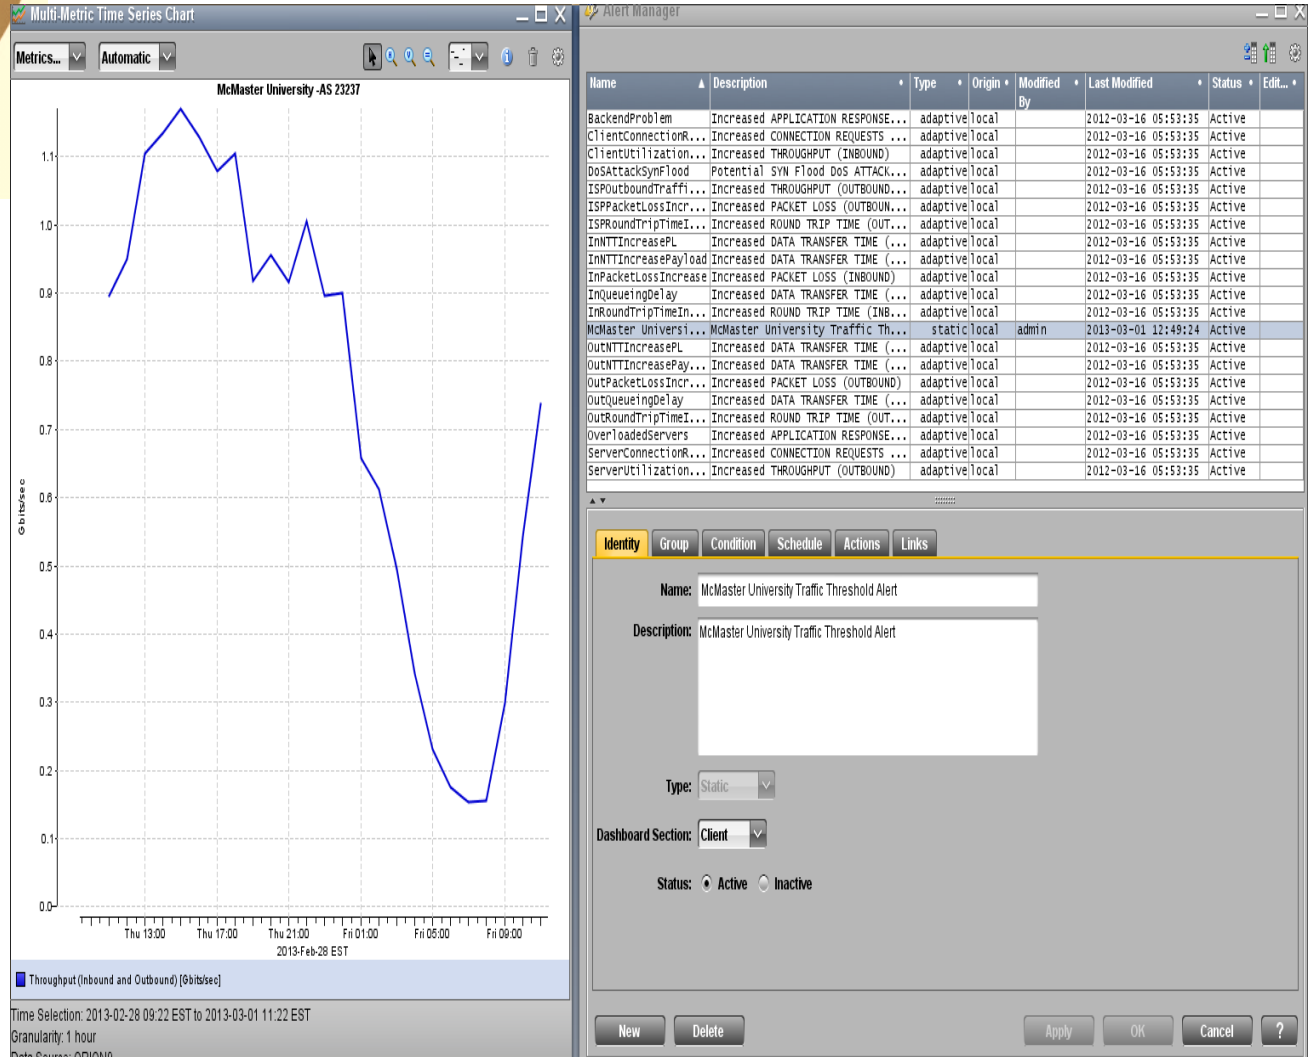 Multi-Metric Time Series Chart
Metrics...
Automatic
McMaster University -AS 23237
1.1
1.0
0.9
0.8
0.7
0.6
0.5
0.4
0.3
0.2
0.1
0.0
Gbits/sec
Thu 13:00 Thu 17:00 Thu 21:00 Fri 01:00 Fri 05:00 Fri 09:00
2013-Feb-28 EST
Throughput (Inbound and Outbound) [Gbits/sec]
Time Selection: 2013-02-28 09:22 EST to 2013-03-01 11:22 EST
Granularity: 1 hour
Data Source: ORION8
Alert Manager
Name Description Type Origin Modified By Last Modified Status Edit...
BackendProblem Increased APPLICATION RESPONSE... adaptive local 2012-03-16 05:53:35 Active
ClientConnectionR... Increased CONNECTION REQUESTS ... adaptive local 2012-03-16 05:53:35 Active
ClientUtilization... Increased THROUGHPUT (INBOUND) adaptive local 2012-03-16 05:53:35 Active
DoSAttackSynFlood Potential SYN Flood DoS ATTACK... adaptive local 2012-03-16 05:53:35 Active
ISPOutboundTraffi... Increased THROUGHPUT (OUTBOUND... adaptive local 2012-03-16 05:53:35 Active
ISPPacketLossIncr... Increased PACKET LOSS (OUTBOUN... adaptive local 2012-03-16 05:53:35 Active
ISPRoundTripTimeI... Increased ROUND TRIP TIME (OUT... adaptive local 2012-03-16 05:53:35 Active
InNTTIncreasePL Increased DATA TRANSFER TIME (... adaptive local 2012-03-16 05:53:35 Active
InNTTIncreasePayload Increased DATA TRANSFER TIME (... adaptive local 2012-03-16 05:53:35 Active
InPacketLossIncrease Increased PACKET LOSS (INBOUND) adaptive local 2012-03-16 05:53:35 Active
InQueueingDelay Increased DATA TRANSFER TIME (... adaptive local 2012-03-16 05:53:35 Active
InRoundTripTimeIn... Increased ROUND TRIP TIME (INB... adaptive local 2012-03-16 05:53:35 Active
McMaster Universi... McMaster University Traffic Th... static local admin 2013-03-01 12:49:24 Active
OutNTTIncreasePL Increased DATA TRANSFER TIME (... adaptive local 2012-03-16 05:53:35 Active
OutNTTIncreasePay... Increased DATA TRANSFER TIME (... adaptive local 2012-03-16 05:53:35 Active
OutPacketLossIncr... Increased PACKET LOSS (OUTBOUND) adaptive local 2012-03-16 05:53:35 Active
OutQueueingDelay Increased DATA TRANSFER TIME (... adaptive local 2012-03-16 05:53:35 Active
OutRoundTripTimeI... Increased ROUND TRIP TIME (OUT... adaptive local 2012-03-16 05:53:35 Active
OverloadedServers Increased APPLICATION RESPONSE... adaptive local 2012-03-16 05:53:35 Active
ServerConnectionR... Increased CONNECTION REQUESTS ... adaptive local 2012-03-16 05:53:35 Active
ServerUtilization... Increased THROUGHPUT (OUTBOUND) adaptive local 2012-03-16 05:53:35 Active
Identity Group Condition Schedule Actions Links
Name: McMaster University Traffic Threshold Alert
Description: McMaster University Traffic Threshold Alert
Type: Static
Dashboard Section: Client
Status: Active Inactive
New Delete Apply OK Cancel ?